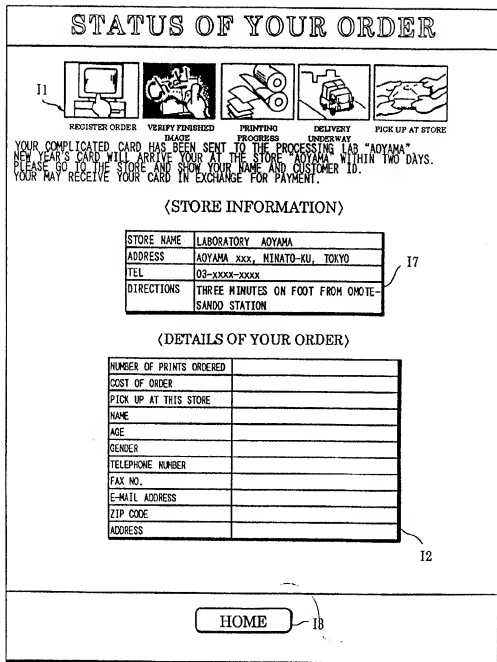 STATUS OF YOUR ORDER
I1
REGISTER ORDER
VERIFY FINISHED IMAGE
PRINTING PROGRESS
DELIVERY UNDERWAY
PICK UP AT STORE
YOUR COMPLICATED CARD HAS BEEN SENT TO THE PROCESSING LAB "AOYAMA"
NEW YEAR'S CARD WILL ARRIVE YOUR AT THE STORE "AOYAMA" WITHIN TWO DAYS.
PLEASE GO TO THE STORE AND SHOW YOUR NAME AND CUSTOMER ID.
YOUR MAY RECEIVE YOUR CARD IN EXCHANGE FOR PAYMENT.
〈STORE INFORMATION〉
STORE NAME LABORATORY AOYAMA
ADDRESS AOYAMA xxx, MINATO-KU, TOKYO
TEL 03-xxxx-xxxx
DIRECTIONS THREE MINUTES ON FOOT FROM OMOTE-
SANDO STATION
I7
〈DETAILS OF YOUR ORDER〉
NUMBER OF PRINTS ORDERED
COST OF ORDER
PICK UP AT THIS STORE
NAME
AGE
GENDER
TELEPHONE NUMBER
FAX NO.
E-MAIL ADDRESS
ZIP CODE
ADDRESS
I2
HOME
I3